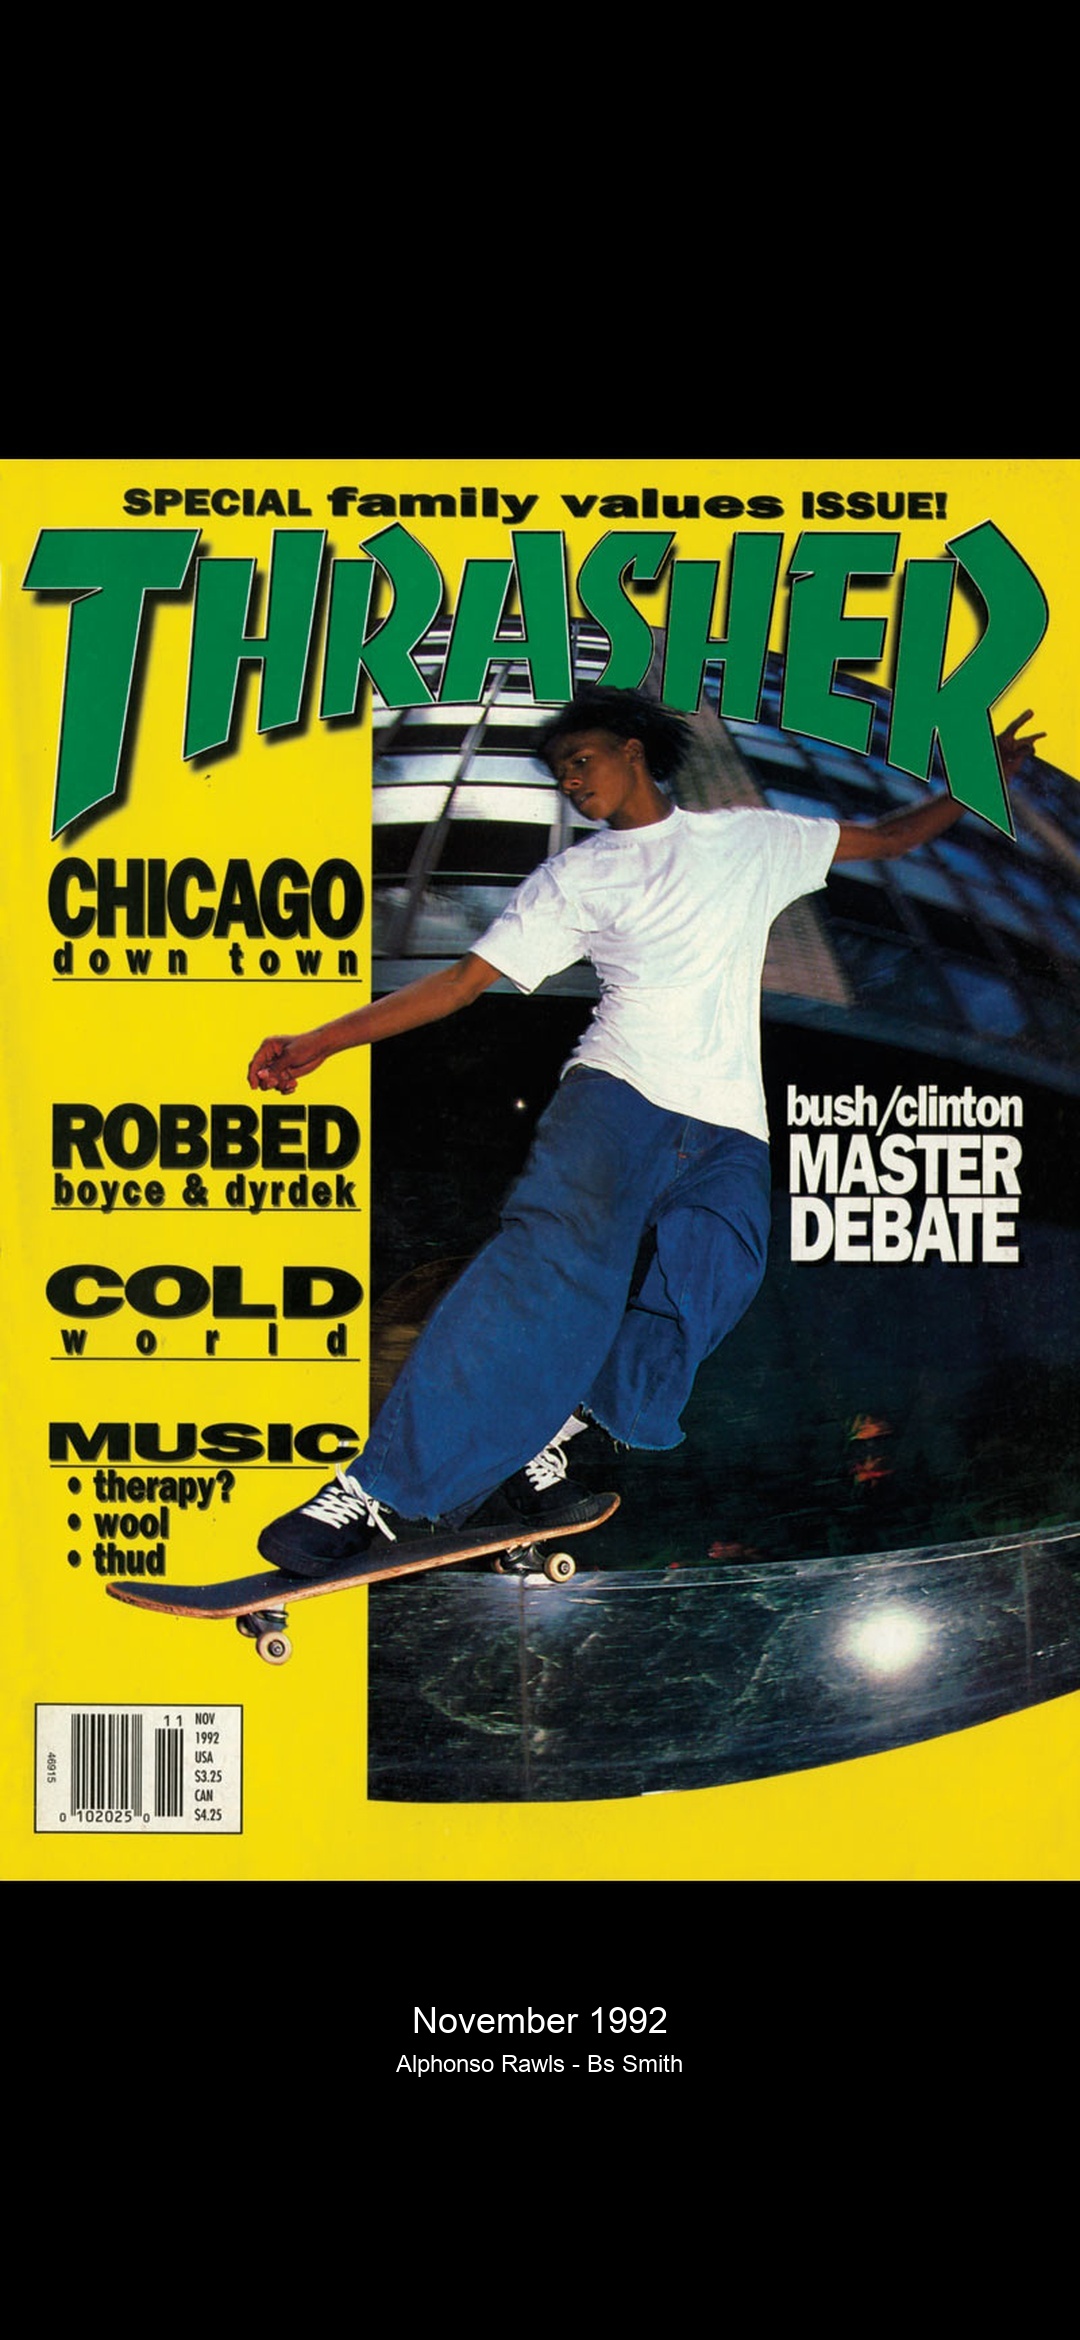 SPECIAL family values ISSUE!
THRASHER
CHICAGO
down town
ROBBED
boyce & dyrdek
COLD
world
MUSIC
• therapy?
• wool
• thud
bush/clinton
MASTER
DEBATE
11
NOV
1992
USA
$3.25
CAN
$4.25
46915
0 102025 0
November 1992
Alphonso Rawls - Bs Smith